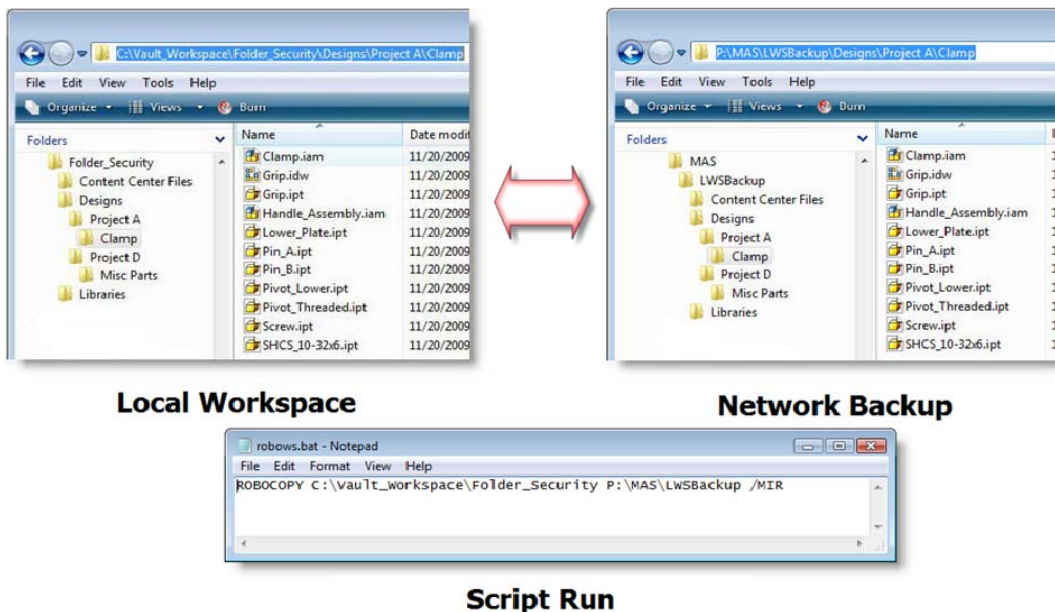 C:\Vault_Workspace\Folder_Security\Designs\Project A\Clamp
File Edit View Tools Help
Organize Views Burn
Folders
Folder_Security
Content Center Files
Designs
Project A
Clamp
Project D
Misc Parts
Libraries
Name Date modif
Clamp.iam 11/20/2009
Grip.idw 11/20/2009
Grip.ipt 11/20/2009
Handle_Assembly.iam 11/20/2009
Lower_Plate.ipt 11/20/2009
Pin_A.ipt 11/20/2009
Pin_B.ipt 11/20/2009
Pivot_Lower.ipt 11/20/2009
Pivot_Threaded.ipt 11/20/2009
Screw.ipt 11/20/2009
SHCS_10-32x6.ipt 11/20/2009
Local Workspace
P:\MAS\LWSBackup\Designs\Project A\Clamp
File Edit View Tools Help
Organize Views Burn
Folders
MAS
LWSBackup
Content Center Files
Designs
Project A
Clamp
Project D
Misc Parts
Libraries
Name
Clamp.iam
Grip.idw
Grip.ipt
Handle_Assembly.iam
Lower_Plate.ipt
Pin_A.ipt
Pin_B.ipt
Pivot_Lower.ipt
Pivot_Threaded.ipt
Screw.ipt
SHCS_10-32x6.ipt
Network Backup
robows.bat - Notepad
File Edit Format View Help
ROBOCOPY C:\Vault_Workspace\Folder_Security P:\MAS\LWSBackup /MIR
Script Run